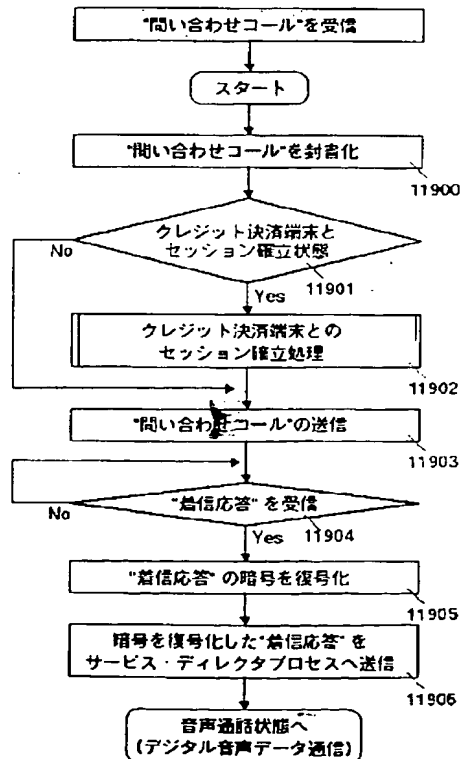 "問い合わせコール"を受信
スタート
"問い合わせコール"を封書化
11900
クレジット決済端末と
セッション確立状態
No
11901
Yes
クレジット決済端末との
セッション確立処理
11902
"問い合わせコール"の送信
11903
"着信応答"を受信
No
11904
Yes
"着信応答"の暗号を復号化
11905
暗号を復号化した"着信応答"を
サービス・ディレクタプロセスへ送信
11906
音声通話状態へ
(デジタル音声データ通信)